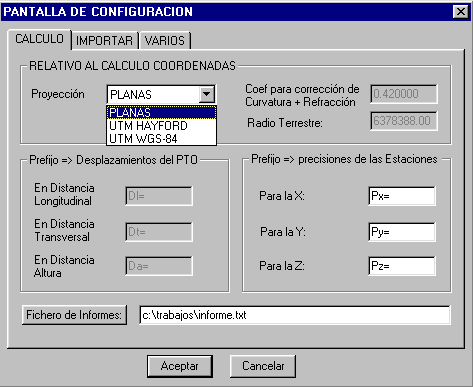 PANTALLA DE CONFIGURACION
CALCULO IMPORTAR VARIOS
RELATIVO AL CALCULO COORDENADAS
Proyección PLANAS
PLANAS
UTM HAYFORD
UTM WGS-84
Coef para corrección de
Curvatura + Refracción 0.420000
Radio Terrestre: 6378388.00
Prefijo => Desplazamientos del PTO
En Distancia
Longitudinal Dl=
En Distancia
Transversal Dt=
En Distancia
Altura Da=
Prefijo => precisiones de las Estaciones
Para la X: Px=
Para la Y: Py=
Para la Z: Pz=
Fichero de Informes: c:\trabajos\informe.txt
Aceptar Cancelar